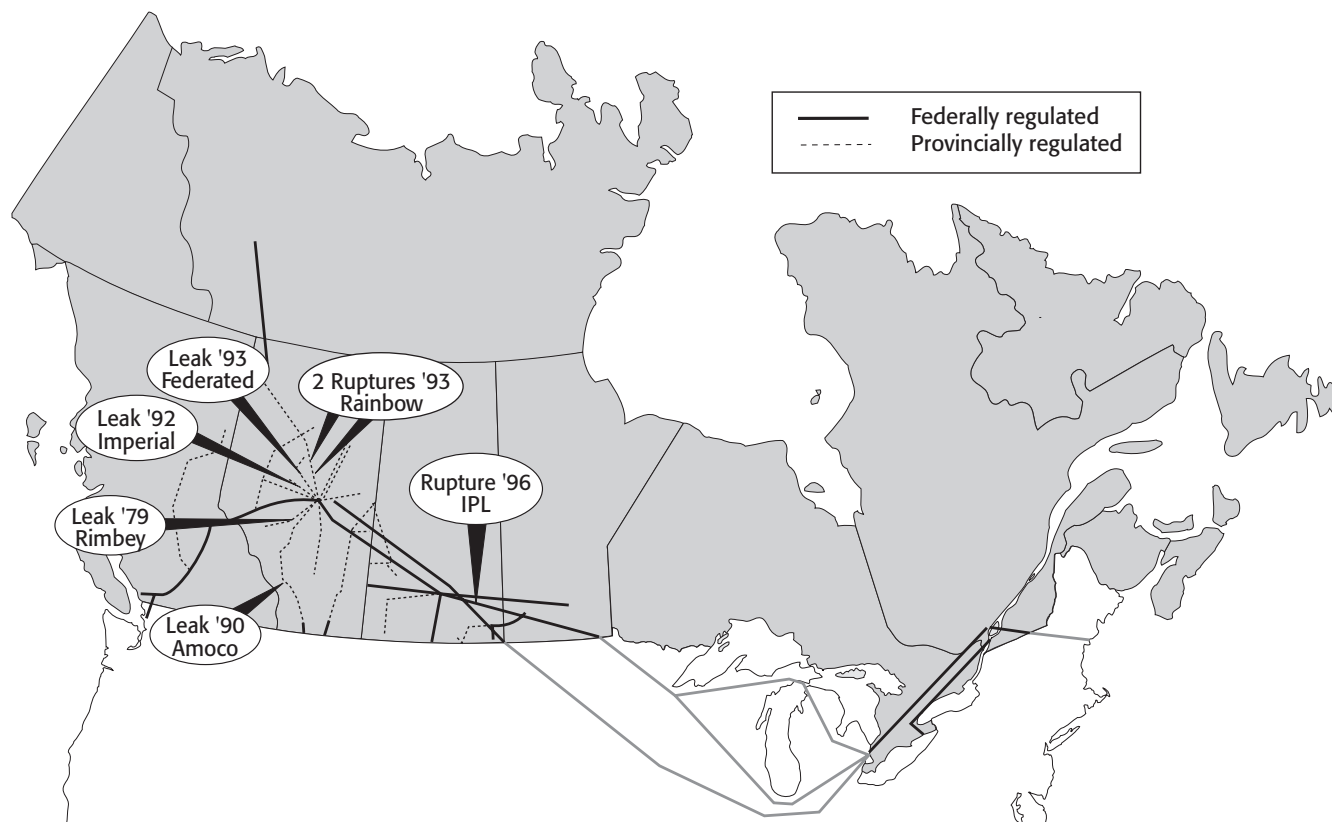 Federally regulated
Provincially regulated
Leak '93
Federated
2 Ruptures '93
Rainbow
Leak '92
Imperial
Rupture '96
IPL
Leak '79
Rimbey
Leak '90
Amoco